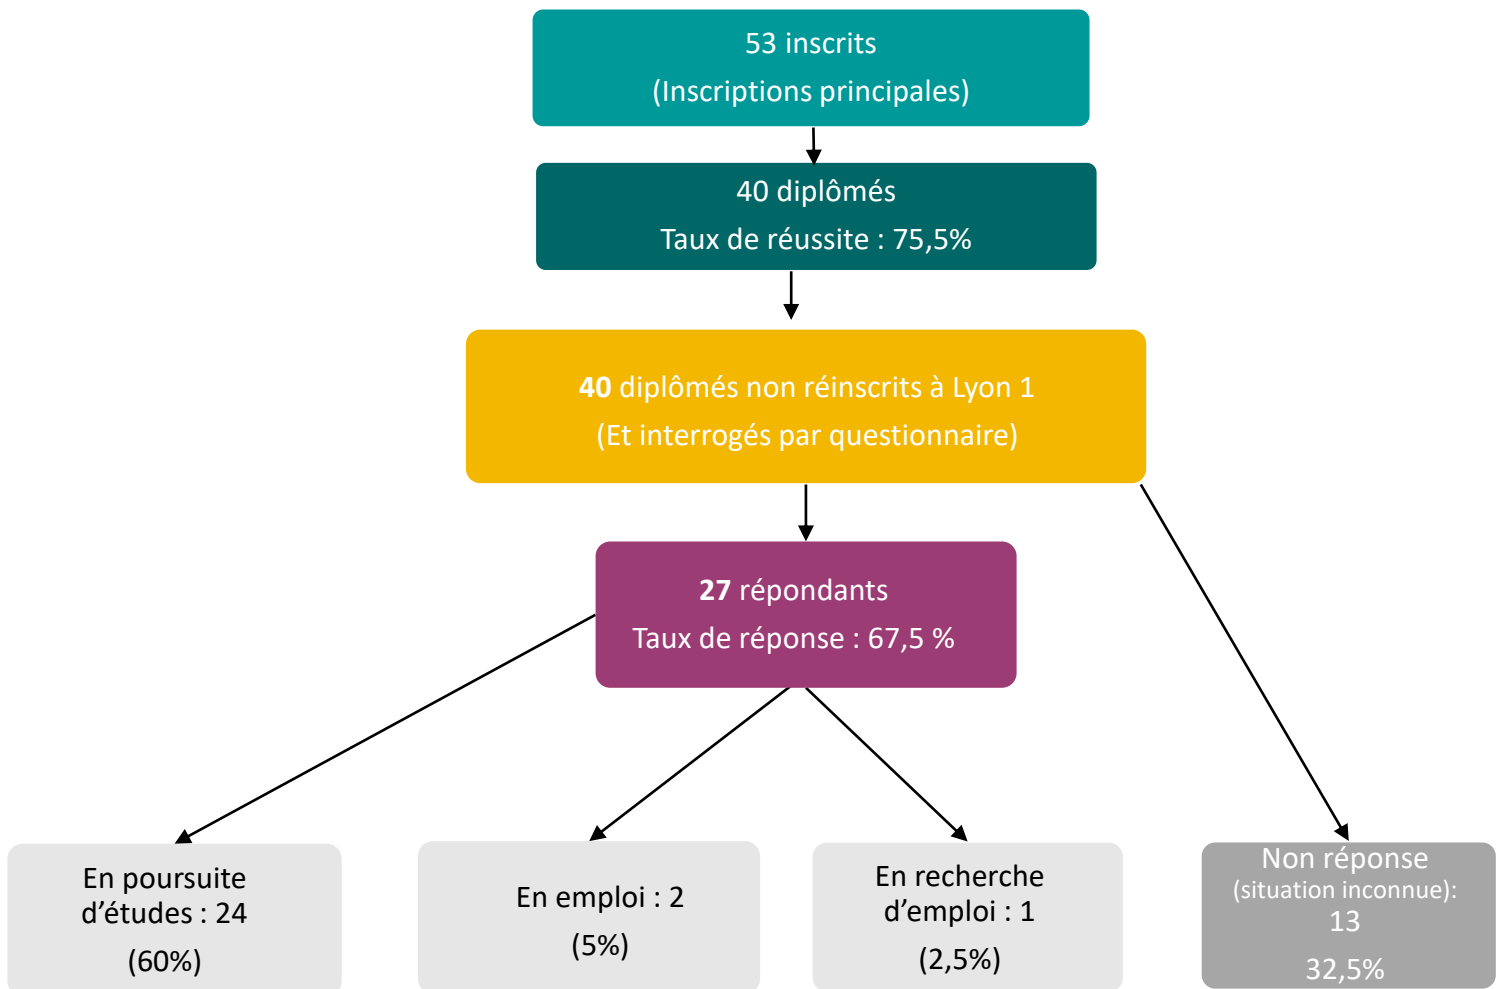 53 inscrits
(Inscriptions principales)
40 diplômés
Taux de réussite : 75,5%
40 diplômés non réinscrits à Lyon 1
(Et interrogés par questionnaire)
27 répondants
Taux de réponse : 67,5 %
En poursuite
d’études : 24
(60%)
En emploi : 2
(5%)
En recherche
d’emploi : 1
(2,5%)
Non réponse
(situation inconnue):
13
32,5%